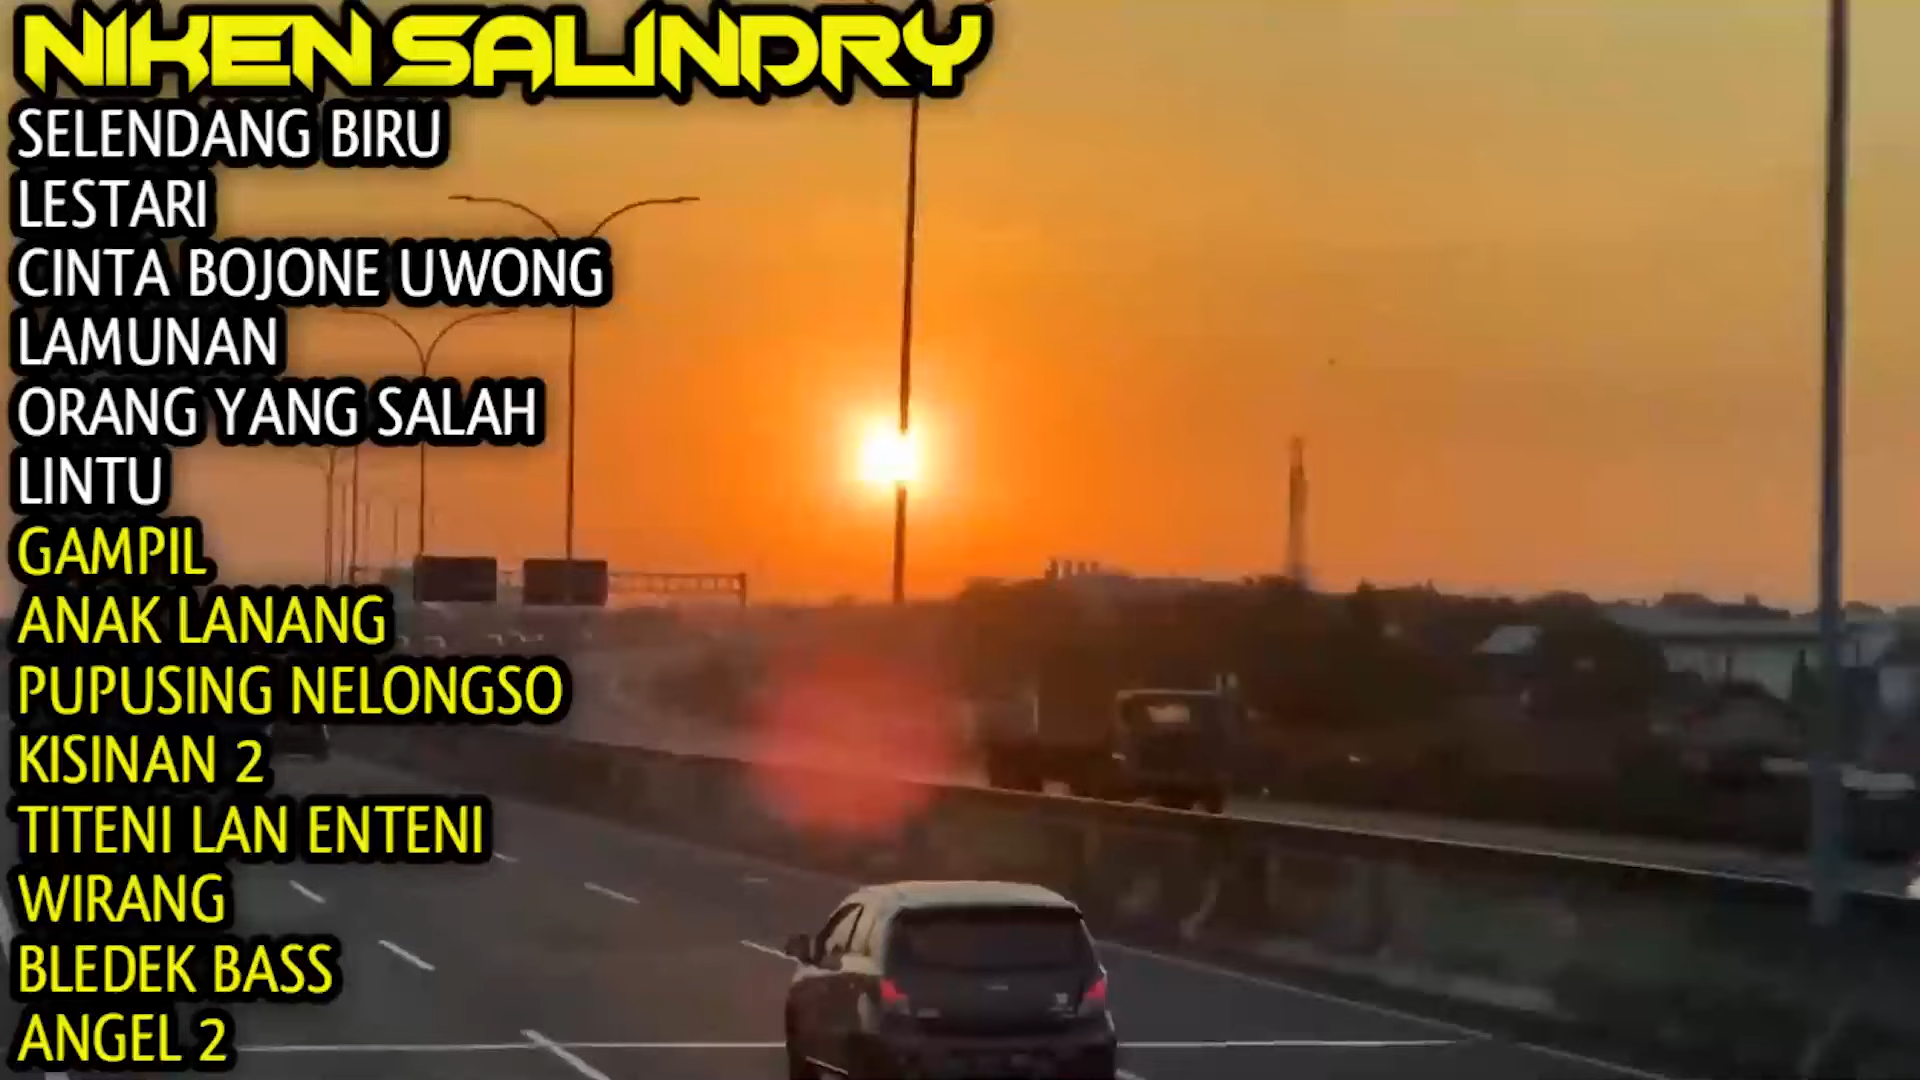 NIKEN SALINDRY
SELENDANG BIRU
LESTARI
CINTA BOJONE UWONG
LAMUNAN
ORANG YANG SALAH
LINTU
GAMPIL
ANAK LANANG
PUPUSING NELONGSO
KISINAN 2
TITENI LAN ENTENI
WIRANG
BLEDEK BASS
ANGEL 2